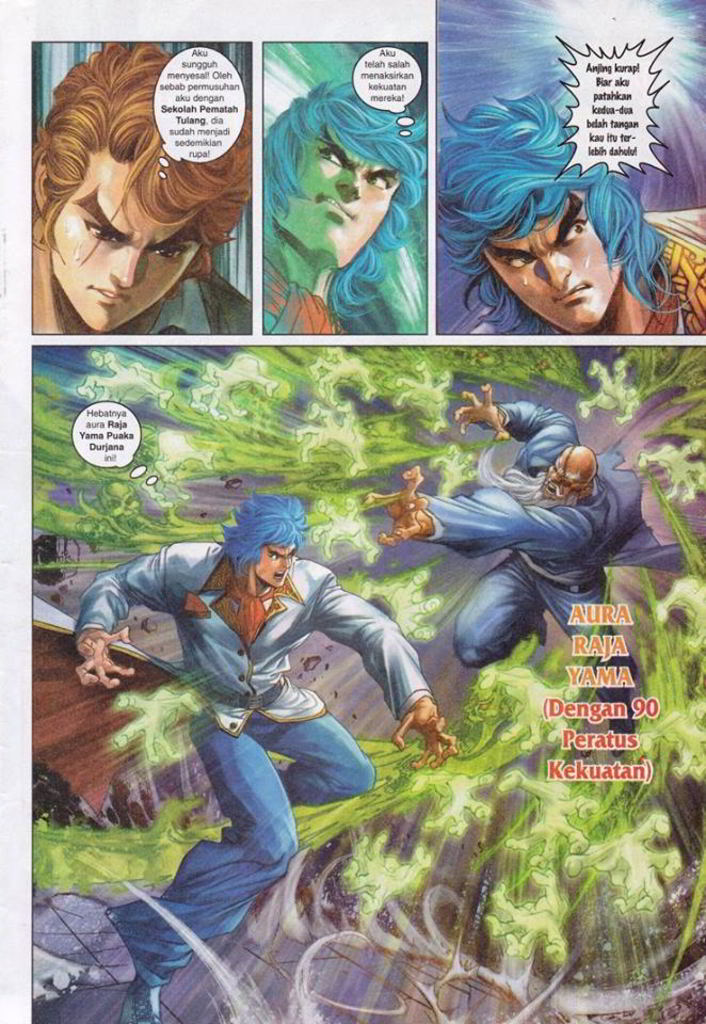 Aku
sungguh
menyesal! Oleh
sebab permusuhan
aku dengan
Sekolah Pematah
Tulang, dia
sudah menjadi
sedemikian
rupa!
Aku
telah salah
menaksirkan
kekuatan
mereka!
Anjing kurap!
Biar aku
patahkan
kedua-dua
belah tangan
kau itu ter-
lebih dahulu!
Hebatnya
aura Raja
Yama Puaka
Durjana
ini!
AURA
RAJA
YAMA
(Dengan 90
Peratus
Kekuatan)